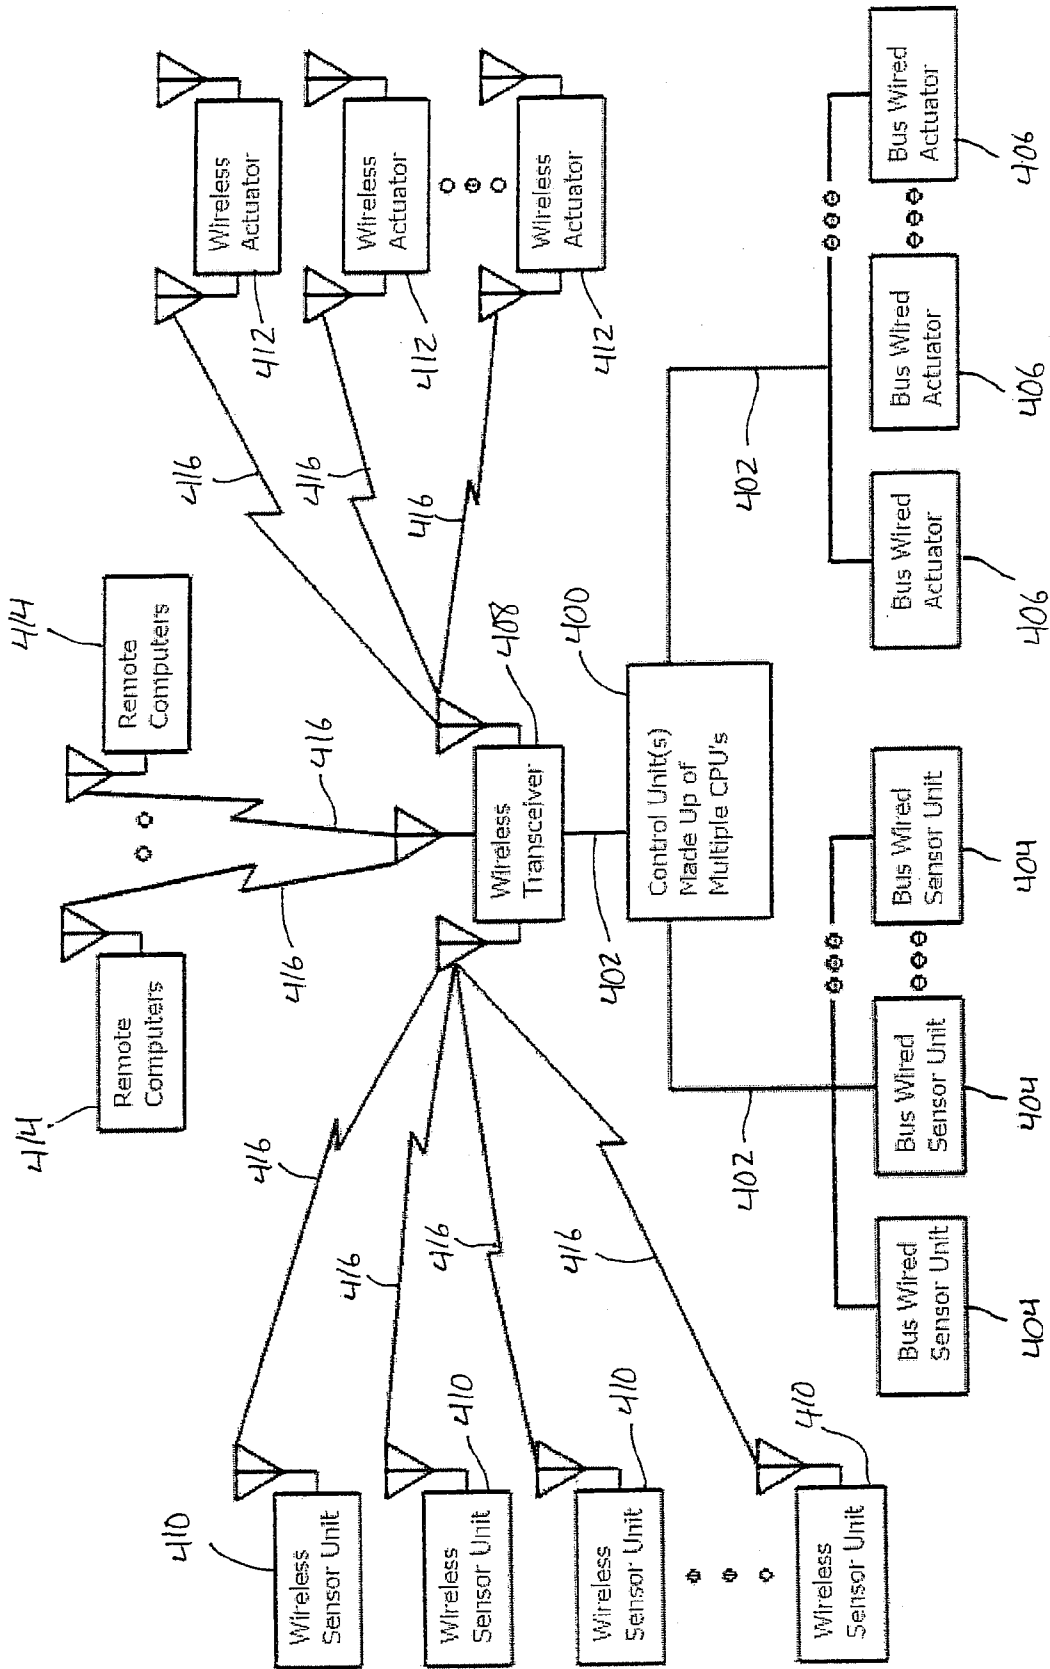 414
Remote
Computers
414
Remote
Computers
416
416
410
Wireless
Sensor Unit
410
Wireless
Sensor Unit
410
Wireless
Sensor Unit
410
Wireless
Sensor Unit
416
416
416
416
Wireless
Transceiver
408
416
416
416
412
Wireless
Actuator
412
Wireless
Actuator
412
Wireless
Actuator
402
400
Control Unit(s)
Made Up of
Multiple CPU's
402
402
Bus Wired
Sensor Unit
404
Bus Wired
Sensor Unit
404
Bus Wired
Sensor Unit
404
Bus Wired
Actuator
406
Bus Wired
Actuator
406
Bus Wired
Actuator
406